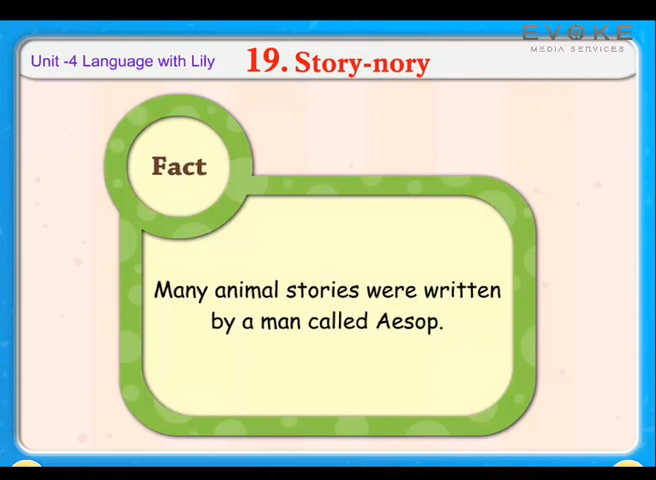 EVOKE
MEDIA SERVICES
Unit -4 Language with Lily
19. Story-nory
Fact
Many animal stories were written
by a man called Aesop.